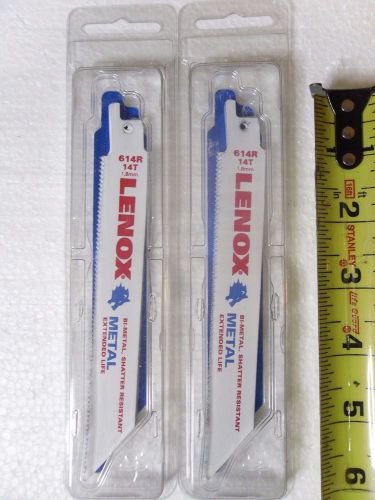 614R
14T
1.8mm
LENOX
METAL
BI-METAL, SHATTER RESISTANT
EXTENDED LIFE
614R
14T
1.8mm
LENOX
METAL
BI-METAL, SHATTER RESISTANT
EXTENDED LIFE
16ft
2
STANLEY
3
4
5
6